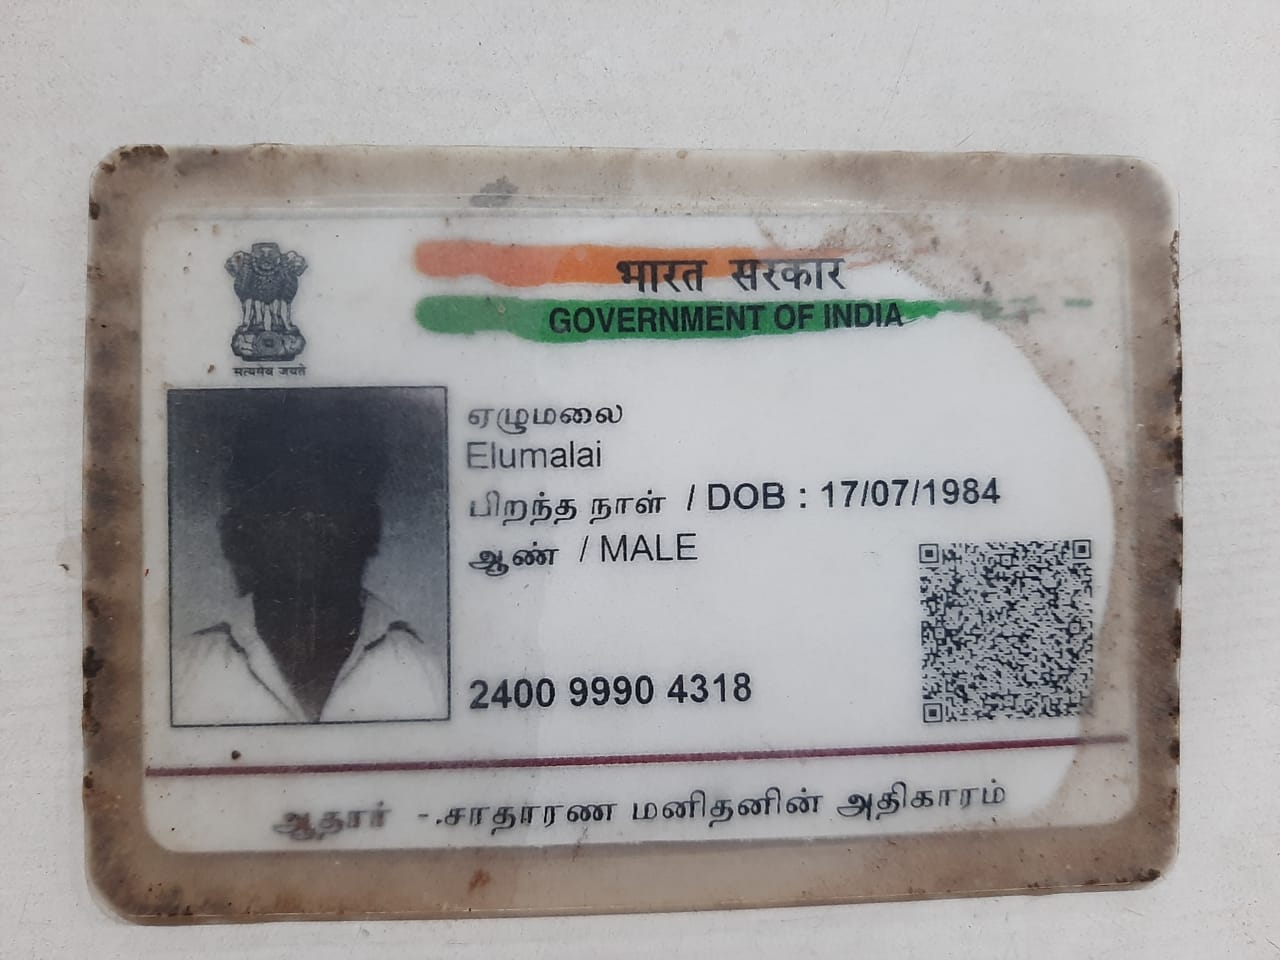 सत्यमेव जयते
भारत सरकार
GOVERNMENT OF INDIA
ஏழுமலை
Elumalai
பிறந்த நாள் / DOB : 17/07/1984
ஆண் / MALE
2400 9990 4318
ஆதார் - சாதாரண மனிதனின் அதிகாரம்